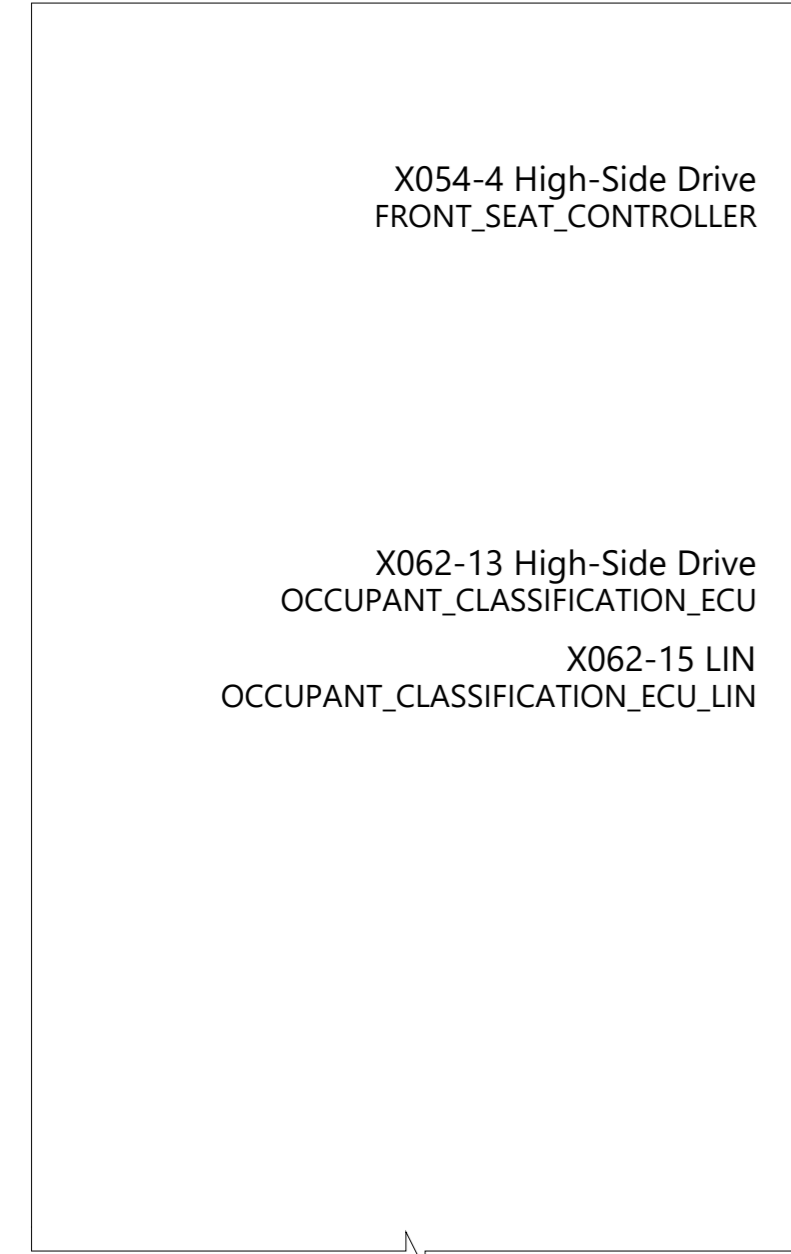 X054-4 High-Side Drive
FRONT_SEAT_CONTROLLER
X062-13 High-Side Drive
OCCUPANT_CLASSIFICATION_ECU
X062-15 LIN
OCCUPANT_CLASSIFICATION_ECU_LIN